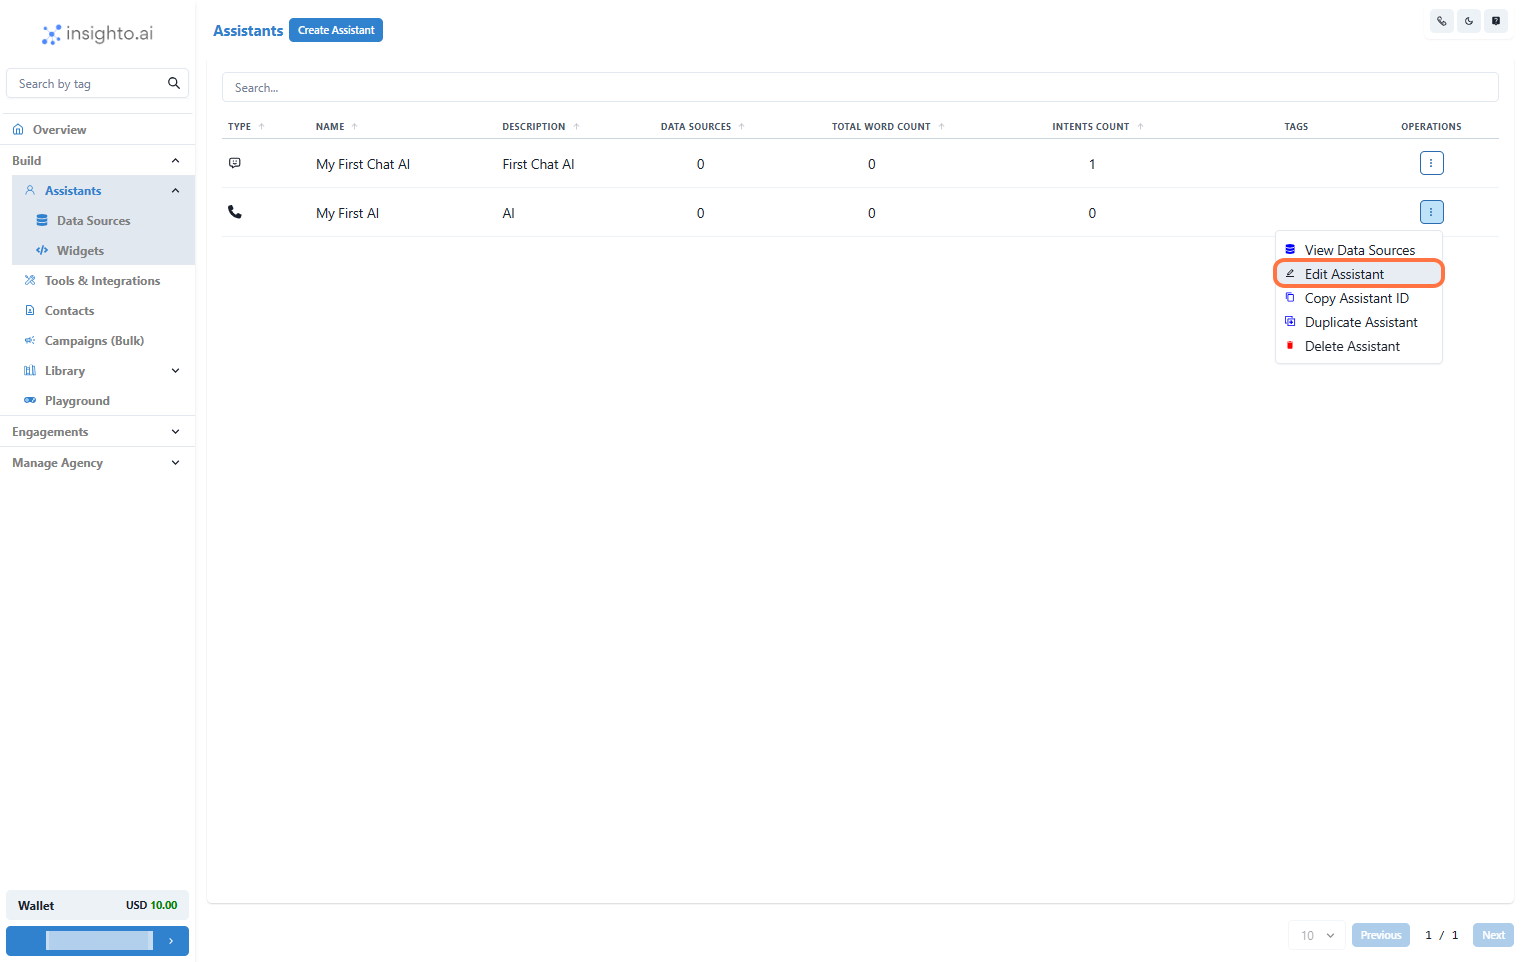 insighto.ai
Search by tag
Overview
Build
Assistants
Data Sources
Widgets
Tools & Integrations
Contacts
Campaigns (Bulk)
Library
Playground
Engagements
Manage Agency
Wallet USD 10.00
Assistants Create Assistant
Search...
TYPE NAME DESCRIPTION DATA SOURCES TOTAL WORD COUNT INTENTS COUNT TAGS OPERATIONS
My First Chat AI First Chat AI 0 0 1
My First AI AI 0 0 0
View Data Sources
Edit Assistant
Copy Assistant ID
Duplicate Assistant
Delete Assistant
10 Previous 1 / 1 Next